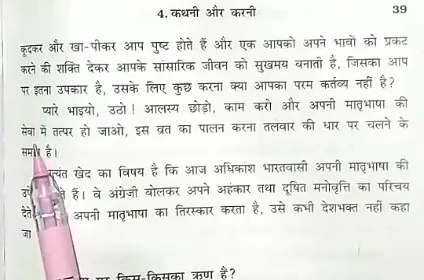 4. कथनी और करनी 39
कूदकर और खा-पीकर आप पुष्ट होते हैं और एक आपको अपने भावों को प्रकट
करने की शक्ति देकर आपके सांसारिक जीवन को सुखमय बनाती है, जिसका आप
पर इतना उपकार है, उसके लिए कुछ करना क्या आपका परम कर्तव्य नहीं है?
प्यारे भाइयो, उठो ! आलस्य छोड़ो, काम करो और अपनी मातृभाषा की
सेवा में तत्पर हो जाओ, इस व्रत का पालन करना तलवार की धार पर चलने के
है।
खेद का विषय है कि आज अधिकांश भारतवासी अपनी मातृभाषा की
हैं। वे अंग्रेजी बोलकर अपने अहंकार तथा दूषित मनोवृत्ति का परिचय
अपनी मातृभाषा का तिरस्कार करता है, उसे कभी देशभक्त नहीं कहा
पर किस-किसका ऋण है?